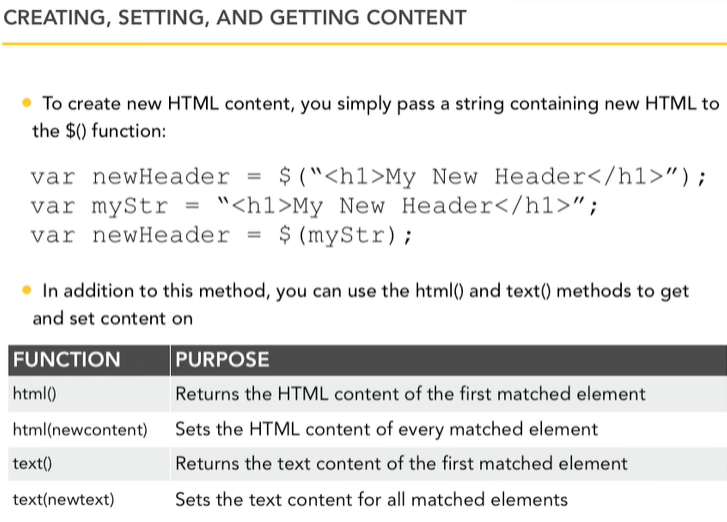 CREATING, SETTING, AND GETTING CONTENT
• To create new HTML content, you simply pass a string containing new HTML to
the $() function:
var newHeader = $(“<h1>My New Header</h1>”);
var myStr = “<h1>My New Header</h1>”;
var newHeader = $(myStr);
• In addition to this method, you can use the html() and text() methods to get
and set content on
FUNCTION PURPOSE
html() Returns the HTML content of the first matched element
html(newcontent) Sets the HTML content of every matched element
text() Returns the text content of the first matched element
text(newtext) Sets the text content for all matched elements